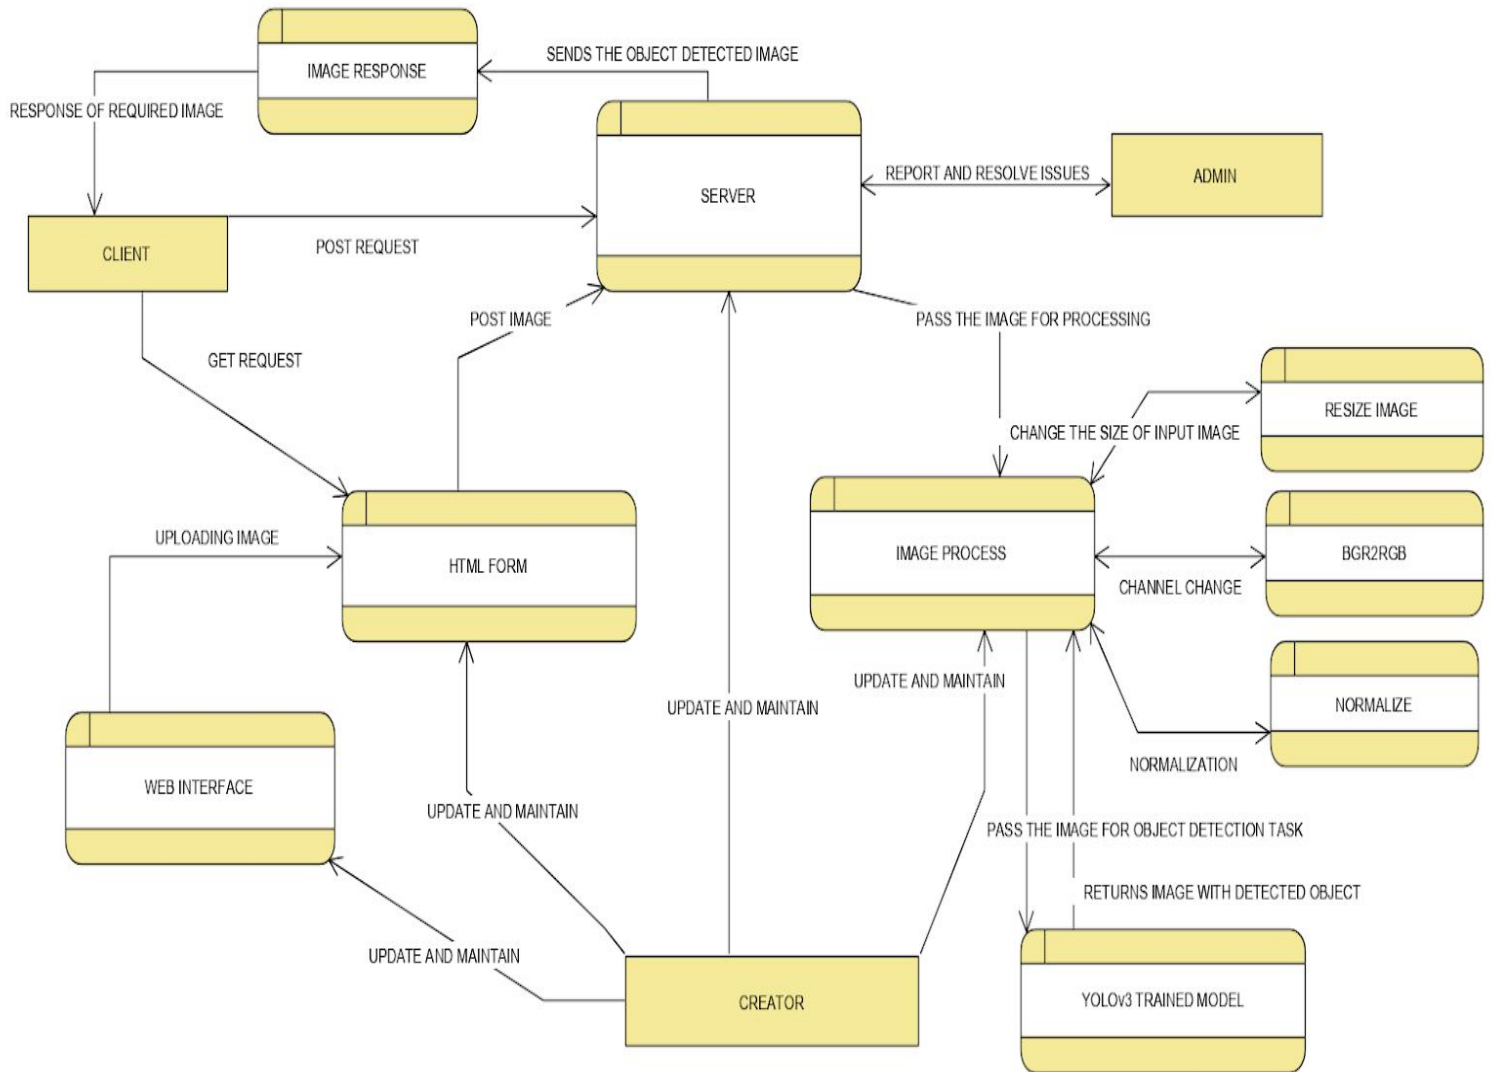 SENDS THE OBJECT DETECTED IMAGE
IMAGE RESPONSE
RESPONSE OF REQUIRED IMAGE
REPORT AND RESOLVE ISSUES
ADMIN
SERVER
CLIENT
POST REQUEST
POST IMAGE
PASS THE IMAGE FOR PROCESSING
GET REQUEST
RESIZE IMAGE
CHANGE THE SIZE OF INPUT IMAGE
UPLOADING IMAGE
HTML FORM
IMAGE PROCESS
BGR2RGB
CHANNEL CHANGE
UPDATE AND MAINTAIN
UPDATE AND MAINTAIN
NORMALIZE
NORMALIZATION
WEB INTERFACE
UPDATE AND MAINTAIN
PASS THE IMAGE FOR OBJECT DETECTION TASK
RETURNS IMAGE WITH DETECTED OBJECT
UPDATE AND MAINTAIN
CREATOR
YOLOv3 TRAINED MODEL